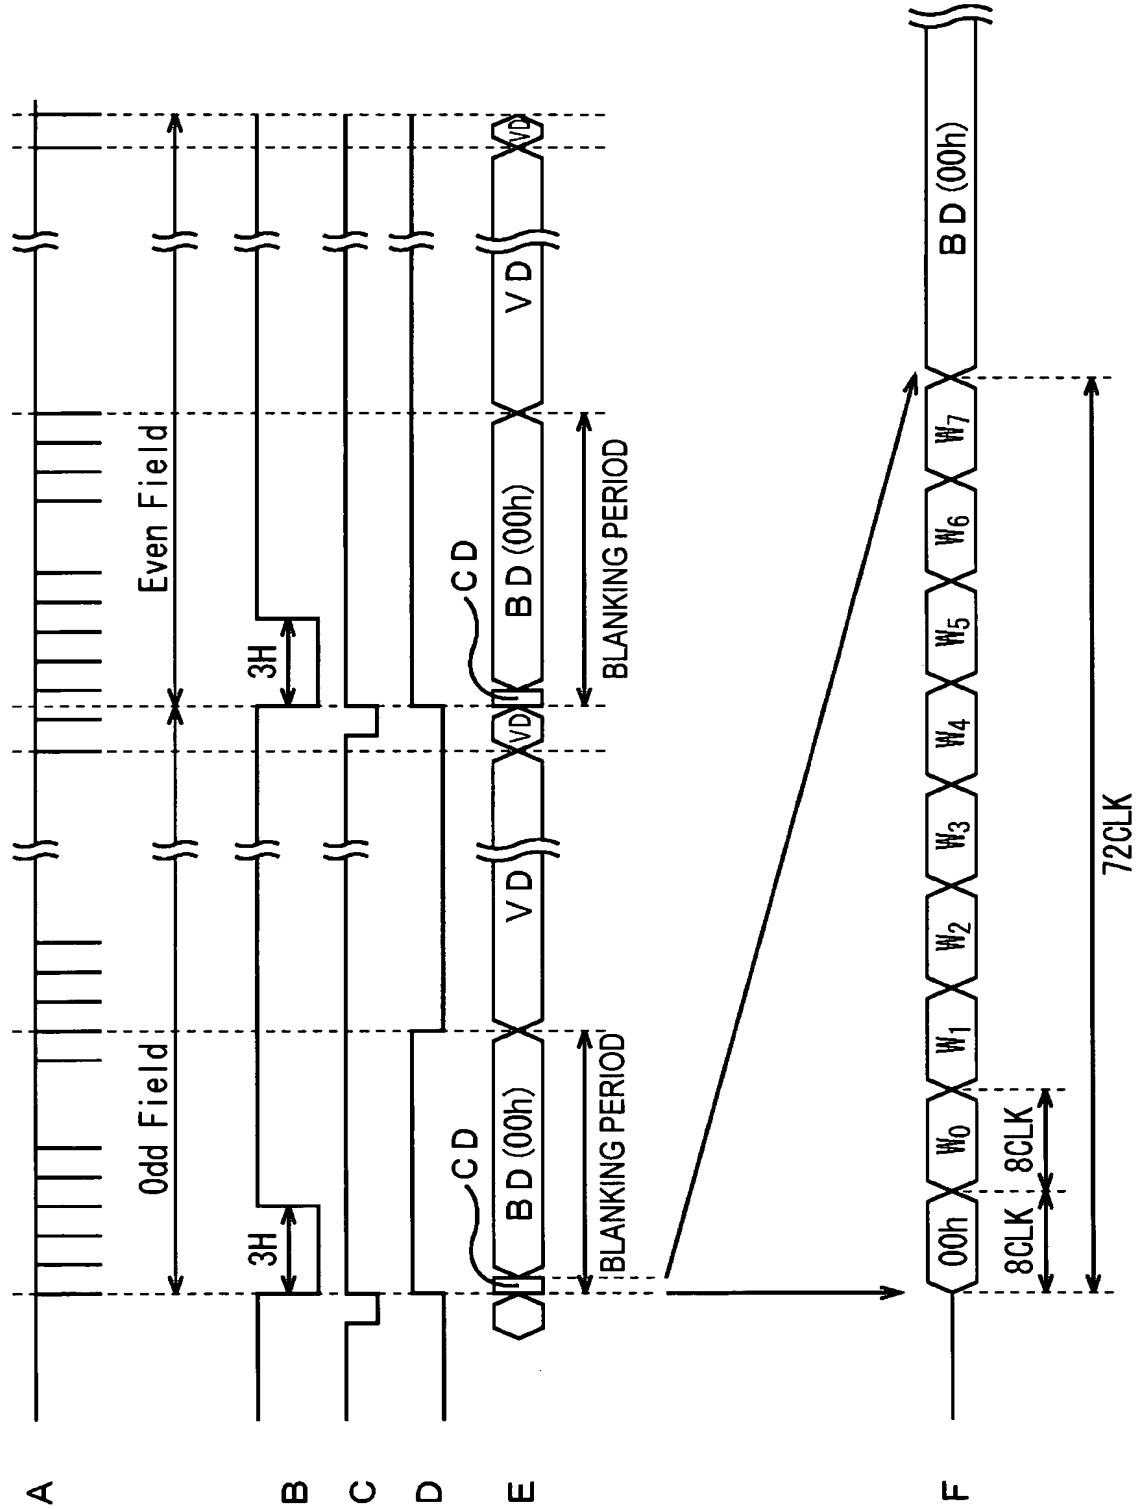 A
Odd Field
Even Field
B
3H
3H
C
D
CD
CD
E
BD (00h)
VD
VD
BD (00h)
VD
VD
BLANKING PERIOD
BLANKING PERIOD
F
00h
W0
W1
W2
W3
W4
W5
W6
W7
BD (00h)
8CLK
8CLK
72CLK